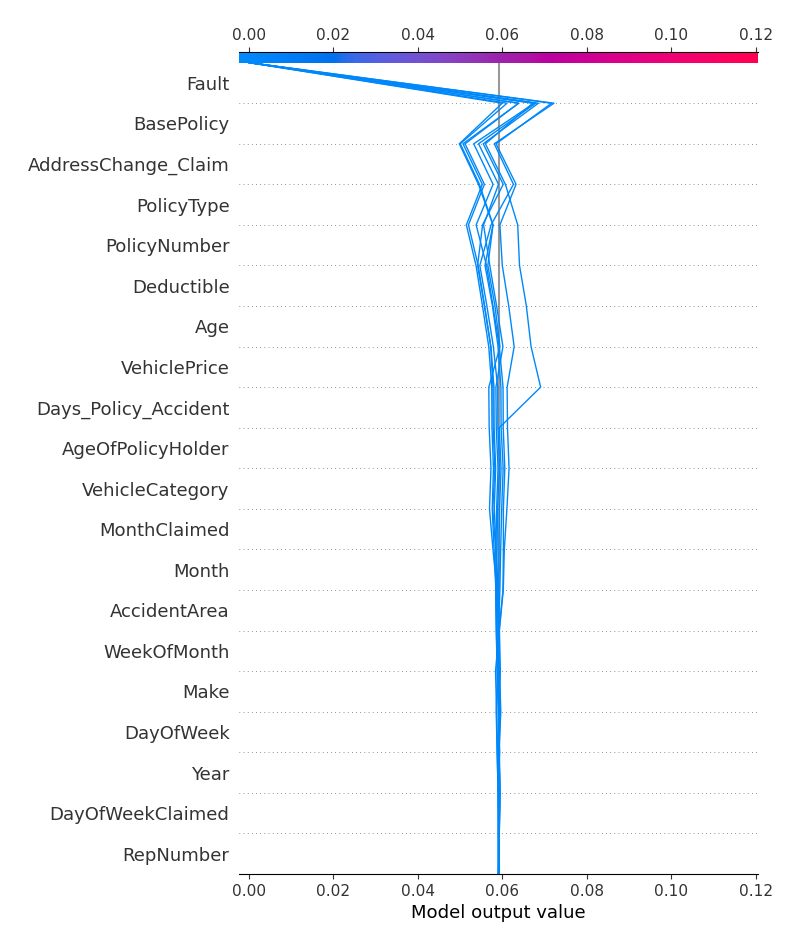 0.00 0.02 0.04 0.06 0.08 0.10 0.12
Fault
BasePolicy
AddressChange_Claim
PolicyType
PolicyNumber
Deductible
Age
VehiclePrice
Days_Policy_Accident
AgeOfPolicyHolder
VehicleCategory
MonthClaimed
Month
AccidentArea
WeekOfMonth
Make
DayOfWeek
Year
DayOfWeekClaimed
RepNumber
0.00 0.02 0.04 0.06 0.08 0.10 0.12
Model output value